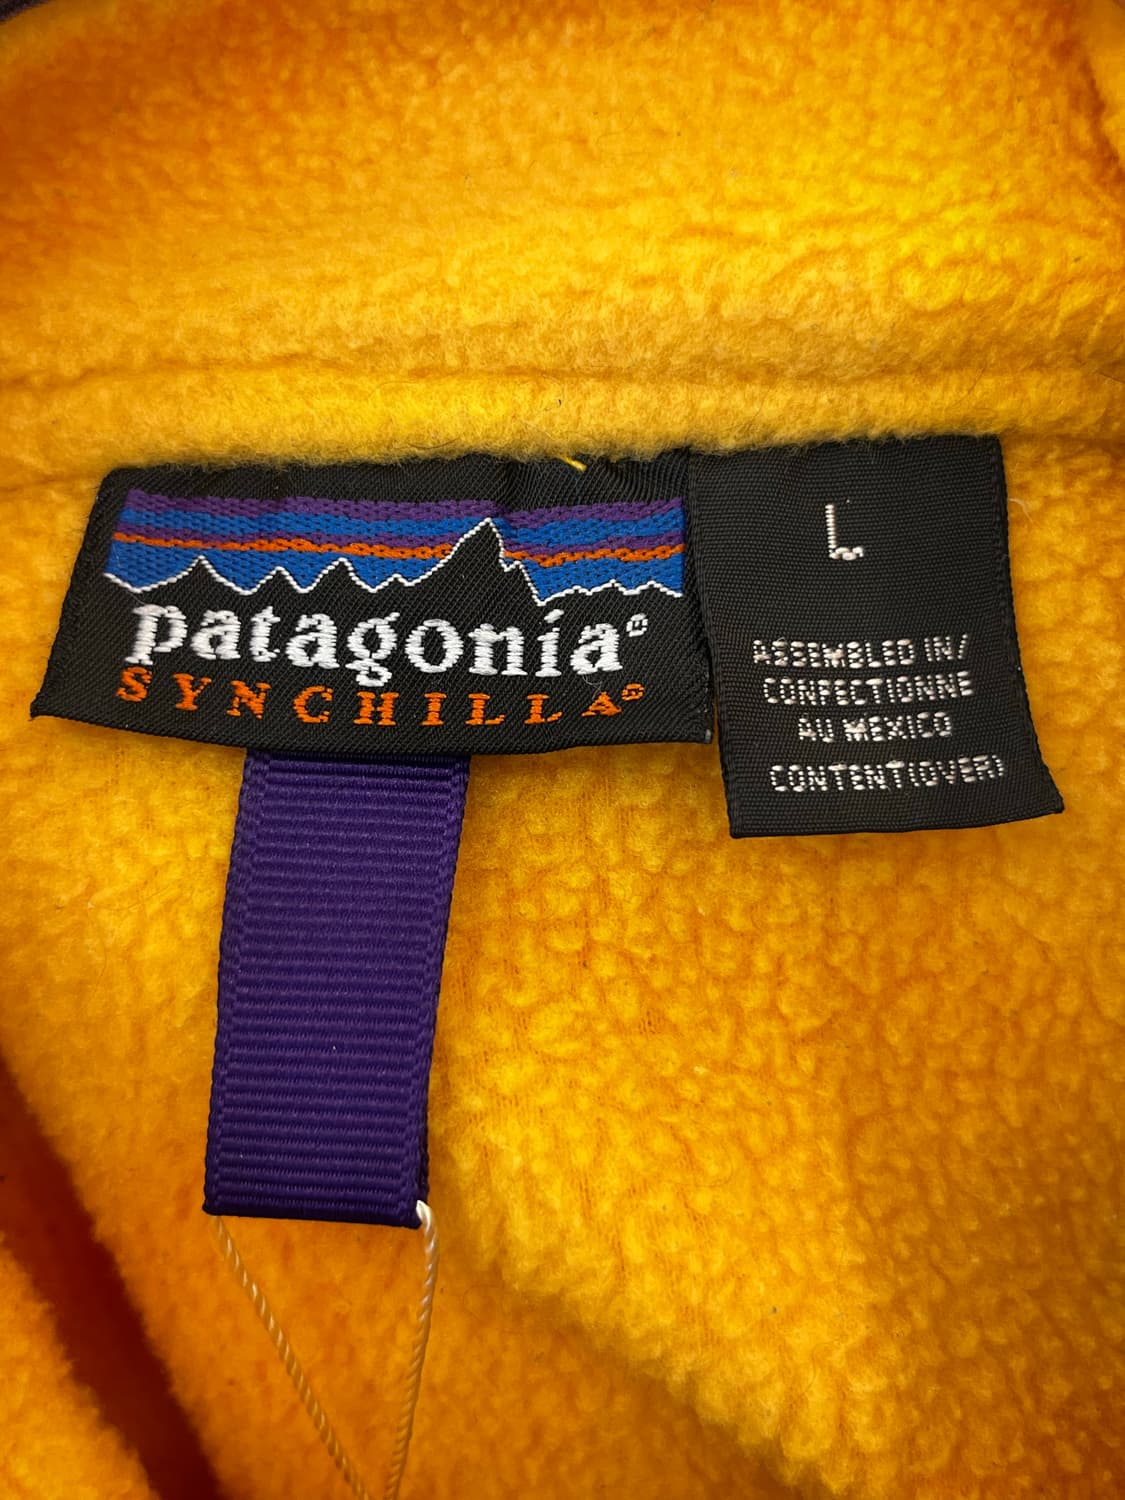 patagonia®
SYNCHILLA®
L
ASSEMBLED IN/
CONFECTIONNE
AU MEXICO
CONTENT(OVER)